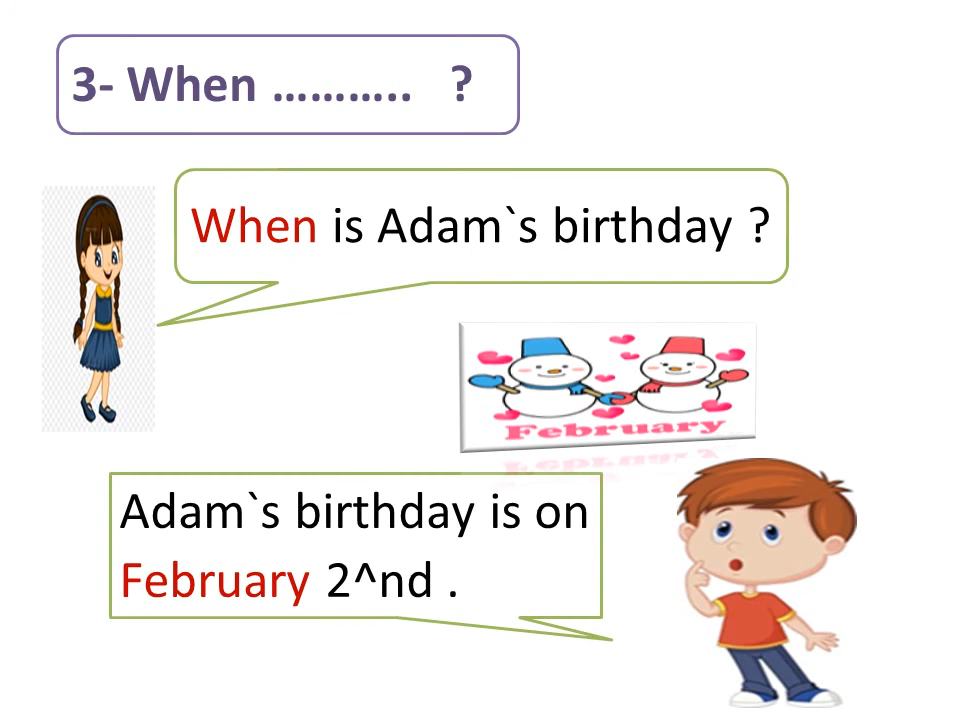 3- When ……….. ?
When is Adam`s birthday ?
February
Adam`s birthday is on
February 2^nd .